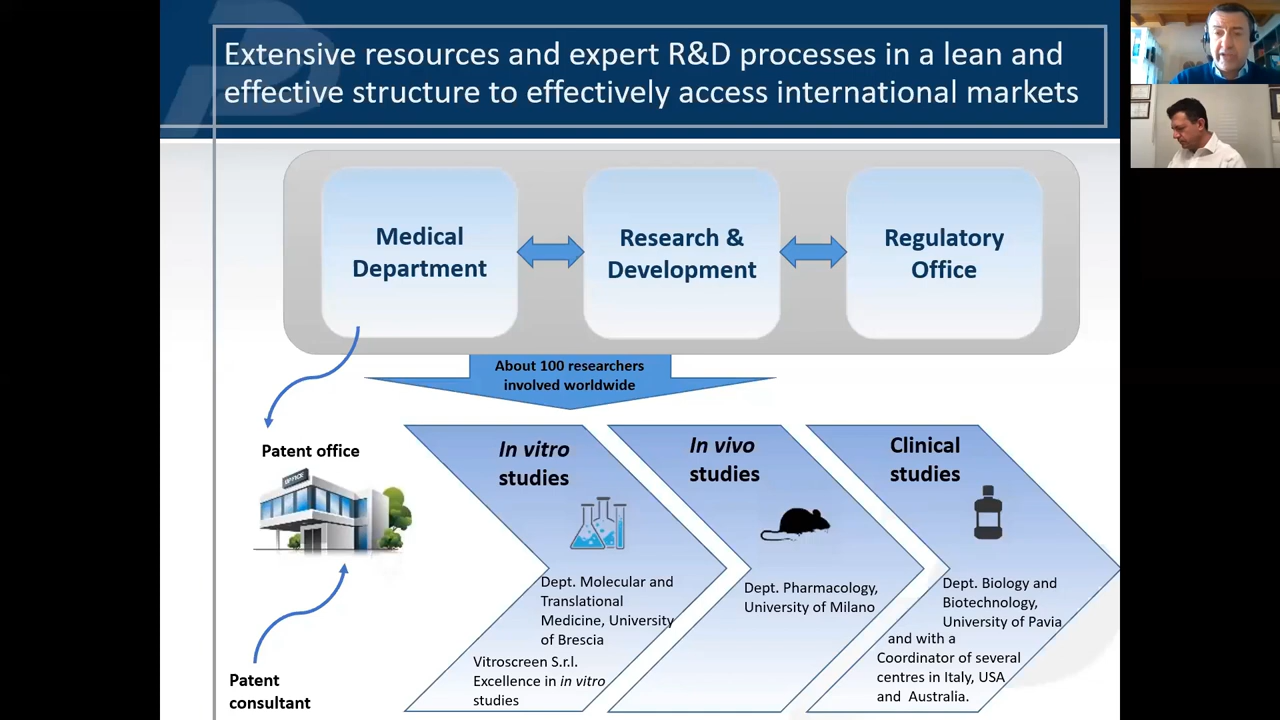 Extensive resources and expert R&D processes in a lean and
effective structure to effectively access international markets
Medical
Department
Research &
Development
Regulatory
Office
About 100 researchers
involved worldwide
Patent office
OFFICE
Patent
consultant
In vitro
studies
Dept. Molecular and
Translational
Medicine, University
of Brescia
Vitroscreen S.r.l.
Excellence in in vitro
studies
In vivo
studies
Dept. Pharmacology,
University of Milano
Clinical
studies
Dept. Biology and
Biotechnology,
University of Pavia
and with a
Coordinator of several
centres in Italy, USA
and Australia.